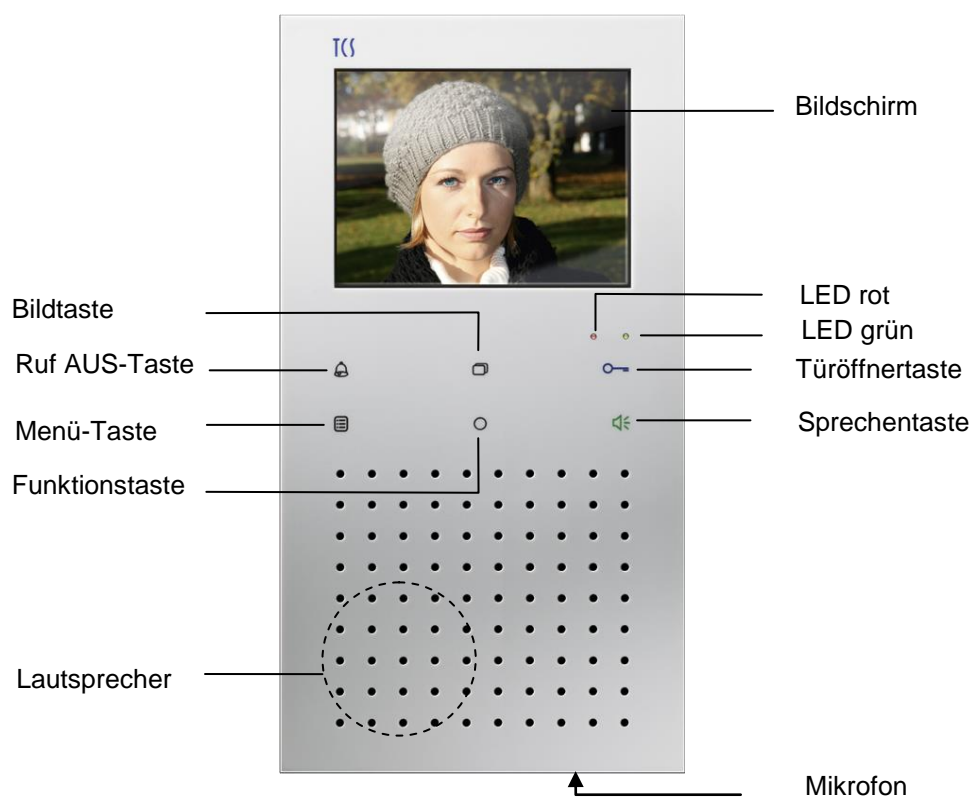 TCS
Bildschirm
Bildtaste
Ruf AUS-Taste
Menü-Taste
Funktionstaste
Lautsprecher
LED rot
LED grün
Türöffnertaste
Sprechentaste
Mikrofon